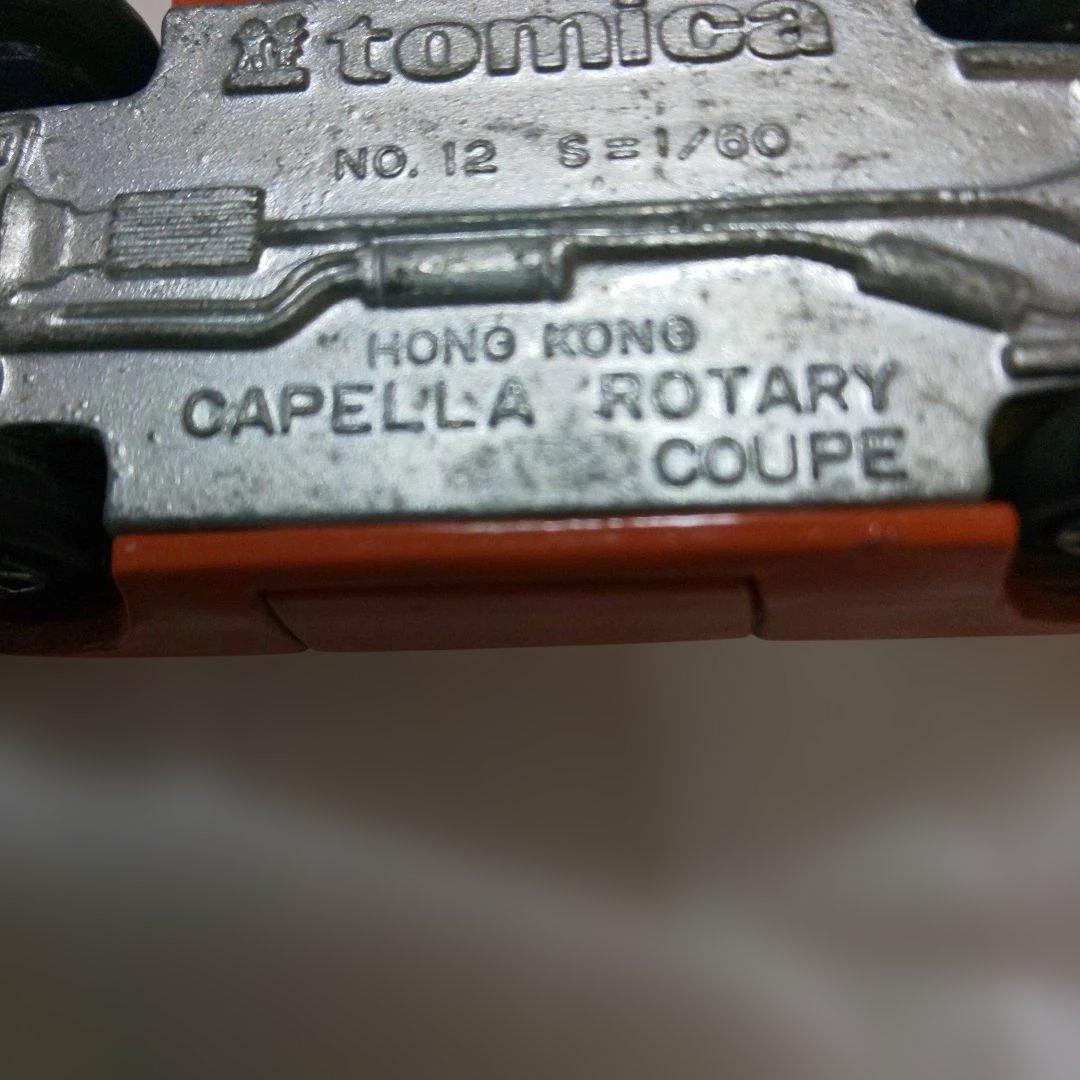 tomica
NO. 12 S=1/60
HONG KONG
CAPELLA ROTARY
COUPE